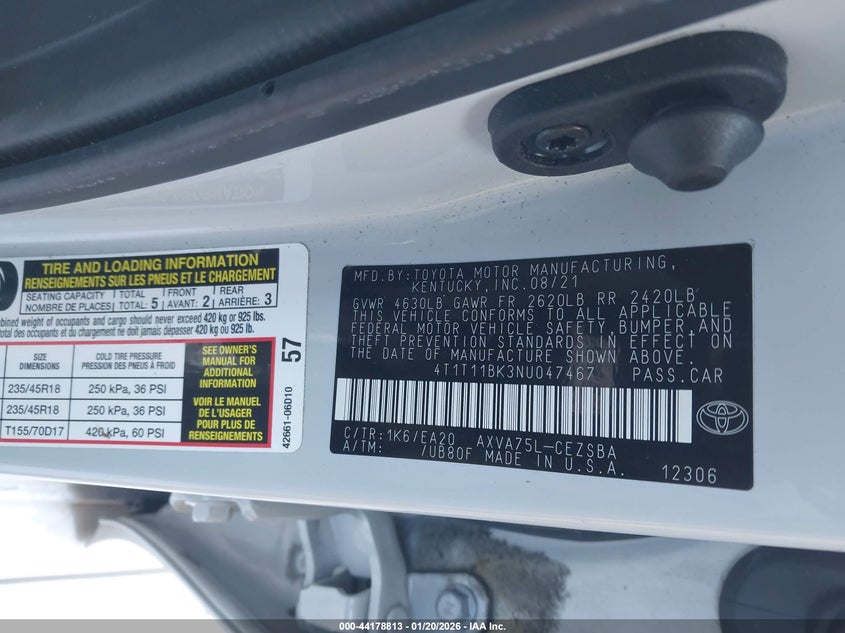 TIRE AND LOADING INFORMATION
RENSEIGNEMENTS SUR LES PNEUS ET LE CHARGEMENT
SEATING CAPACITY TOTAL FRONT REAR
NOMBRE DE PLACES TOTAL: 5 AVANT: 2 ARRIÈRE: 3
weight of occupants and cargo should never exceed 420 kg or 925 lbs.
total des occupants et du chargement ne doit jamais dépasser 420 kg ou 925 lb.
SIZE COLD TIRE PRESSURE
DIMENSIONS PRESSION DES PNEUS À FROID
235/45R18 250 kPa, 36 PSI
235/45R18 250 kPa, 36 PSI
T155/70D17 420 kPa, 60 PSI
SEE OWNER'S
MANUAL FOR
ADDITIONAL
INFORMATION
VOIR LE MANUEL
DE L'USAGER
POUR PLUS DE
RENSEIGNEMENTS
57
42661-06D10
MFD.BY:TOYOTA MOTOR MANUFACTURING,
KENTUCKY, INC.08/21
GVWR 4630LB GAWR FR 2620LB RR 2420LB
THIS VEHICLE CONFORMS TO ALL APPLICABLE
FEDERAL MOTOR VEHICLE SAFETY,BUMPER,AND
THEFT PREVENTION STANDARDS IN EFFECT ON
THE DATE OF MANUFACTURE SHOWN ABOVE.
4T1T11BK3NU047467 PASS.CAR
C/TR:1K6/EA20 AXVA75L-CEZSBA
A/TM: /UB80F MADE IN U.S.A. 12306
000-44178813 - 01/20/2026 - IAA Inc.